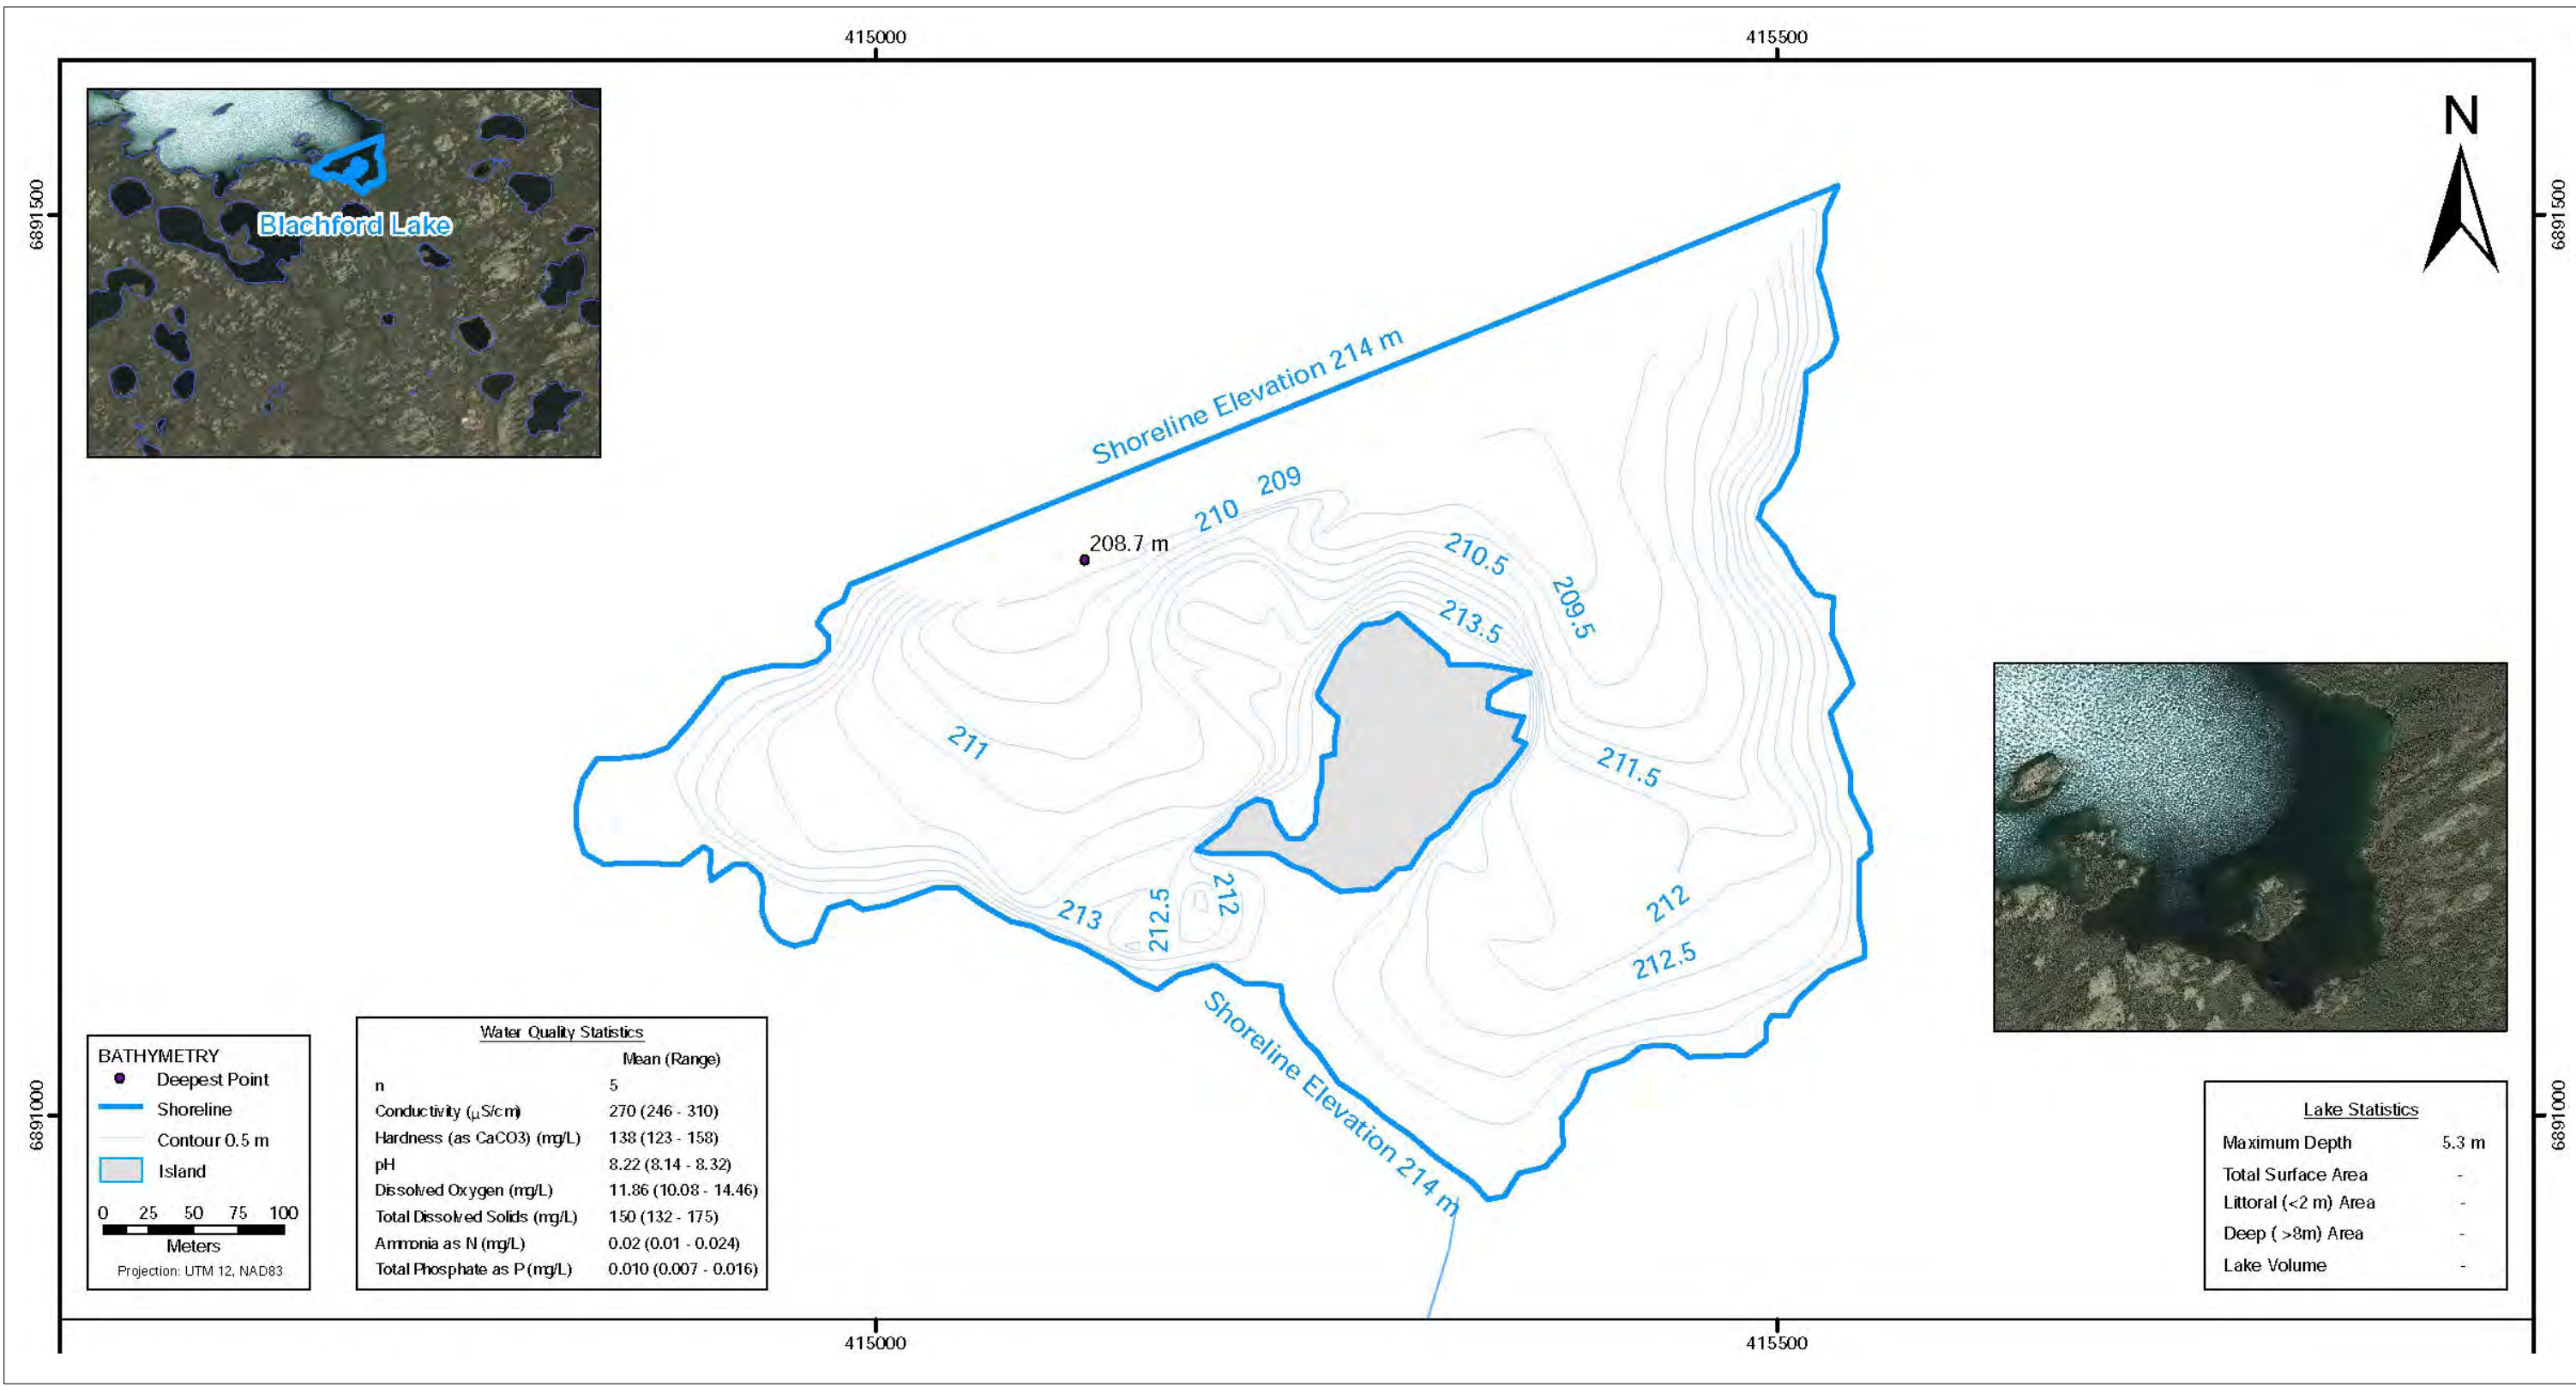 415000
415500
6891500
6891500
N
Blachford Lake
Shoreline Elevation 214 m
209
210
208.7 m
210.5
209.5
213.5
211
211.5
212
212.5
213
212.5
212
Shoreline Elevation 214 m
6891000
6891000
BATHYMETRY
Deepest Point
Shoreline
Contour 0.5 m
Island
0 25 50 75 100
Meters
Projection: UTM 12, NAD83
Water Quality Statistics
Mean (Range)
n 5
Conductivity (µS/cm) 270 (246 - 310)
Hardness (as CaCO3) (mg/L) 138 (123 - 158)
pH 8.22 (8.14 - 8.32)
Dissolved Oxygen (mg/L) 11.86 (10.08 - 14.46)
Total Dissolved Solids (mg/L) 150 (132 - 175)
Ammonia as N (mg/L) 0.02 (0.01 - 0.024)
Total Phosphate as P (mg/L) 0.010 (0.007 - 0.016)
Lake Statistics
Maximum Depth 5.3 m
Total Surface Area -
Littoral (<2 m) Area -
Deep ( >8m) Area -
Lake Volume -
415000
415500